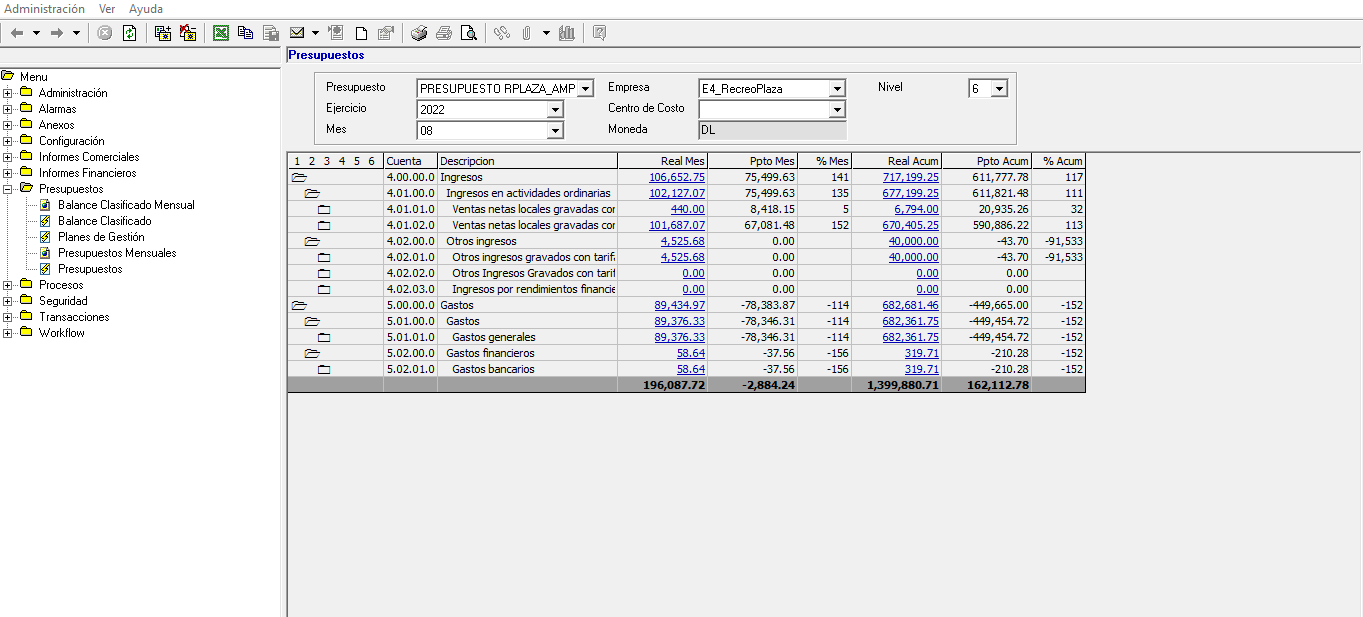 Administración Ver Ayuda
Presupuestos
Presupuesto PRESUPUESTO RPLAZA_AMP Empresa E4_RecreoPlaza Nivel 6
Ejercicio 2022 Centro de Costo
Mes 08 Moneda DL
Menu
Administración
Alarmas
Anexos
Configuración
Informes Comerciales
Informes Financieros
Presupuestos
Balance Clasificado Mensual
Balance Clasificado
Planes de Gestión
Presupuestos Mensuales
Presupuestos
Procesos
Seguridad
Transacciones
Workflow
1 2 3 4 5 6 Cuenta Descripcion Real Mes Ppto Mes % Mes Real Acum Ppto Acum % Acum
4.00.00.0 Ingresos 106,652.75 75,499.63 141 717,199.25 611,777.78 117
4.01.00.0 Ingresos en actividades ordinarias 102,127.07 75,499.63 135 677,199.25 611,821.48 111
4.01.01.0 Ventas netas locales gravadas cor 440.00 8,418.15 5 6,794.00 20,935.26 32
4.01.02.0 Ventas netas locales gravadas cor 101,687.07 67,081.48 152 670,405.25 590,886.22 113
4.02.00.0 Otros ingresos 4,525.68 0.00 40,000.00 -43.70 -91,533
4.02.01.0 Otros ingresos gravados con tarif. 4,525.68 0.00 40,000.00 -43.70 -91,533
4.02.02.0 Otros Ingresos Gravados con tarif 0.00 0.00 0.00 0.00
4.02.03.0 Ingresos por rendimientos financie 0.00 0.00 0.00 0.00
5.00.00.0 Gastos 89,434.97 -78,383.87 -114 682,681.46 -449,665.00 -152
5.01.00.0 Gastos 89,376.33 -78,346.31 -114 682,361.75 -449,454.72 -152
5.01.01.0 Gastos generales 89,376.33 -78,346.31 -114 682,361.75 -449,454.72 -152
5.02.00.0 Gastos financieros 58.64 -37.56 -156 319.71 -210.28 -152
5.02.01.0 Gastos bancarios 58.64 -37.56 -156 319.71 -210.28 -152
196,087.72 -2,884.24 1,399,880.71 162,112.78